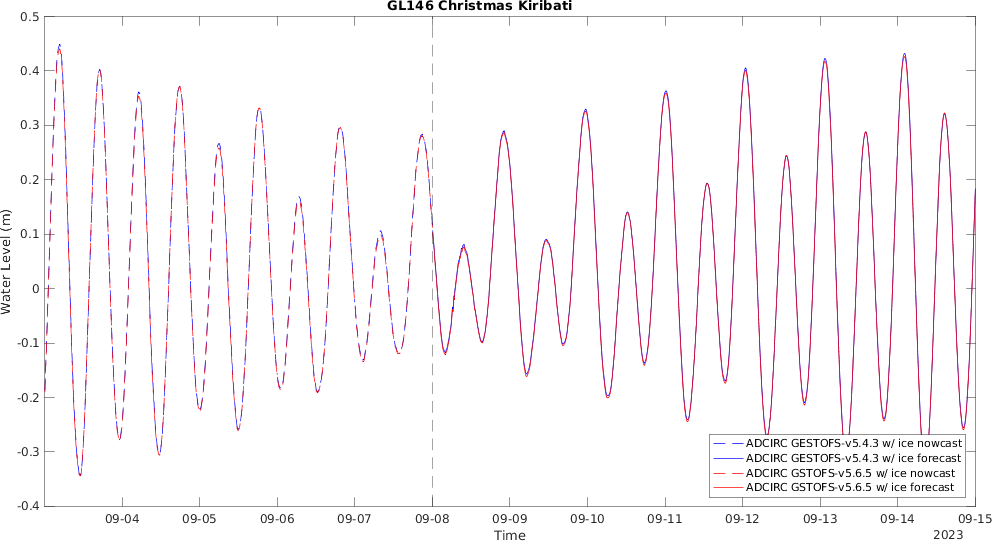 GL146 Christmas Kiribati
0.5
0.4
0.3
0.2
0.1
0
-0.1
-0.2
-0.3
-0.4
Water Level (m)
ADCIRC GESTOFS-v5.4.3 w/ ice nowcast
ADCIRC GESTOFS-v5.4.3 w/ ice forecast
ADCIRC GSTOFS-v5.6.5 w/ ice nowcast
ADCIRC GSTOFS-v5.6.5 w/ ice forecast
09-04 09-05 09-06 09-07 09-08 09-09 09-10 09-11 09-12 09-13 09-14 09-15
Time
2023